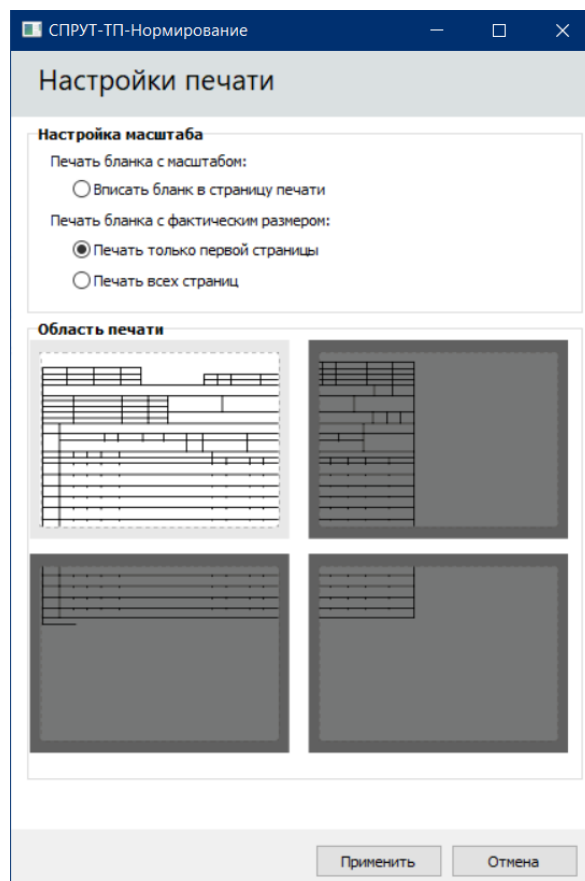 СПРУТ-ТП-Нормирование
Настройки печати
Настройка масштаба
Печать бланка с масштабом:
Вписать бланк в страницу печати
Печать бланка с фактическим размером:
Печать только первой страницы
Печать всех страниц
Область печати
Применить
Отмена